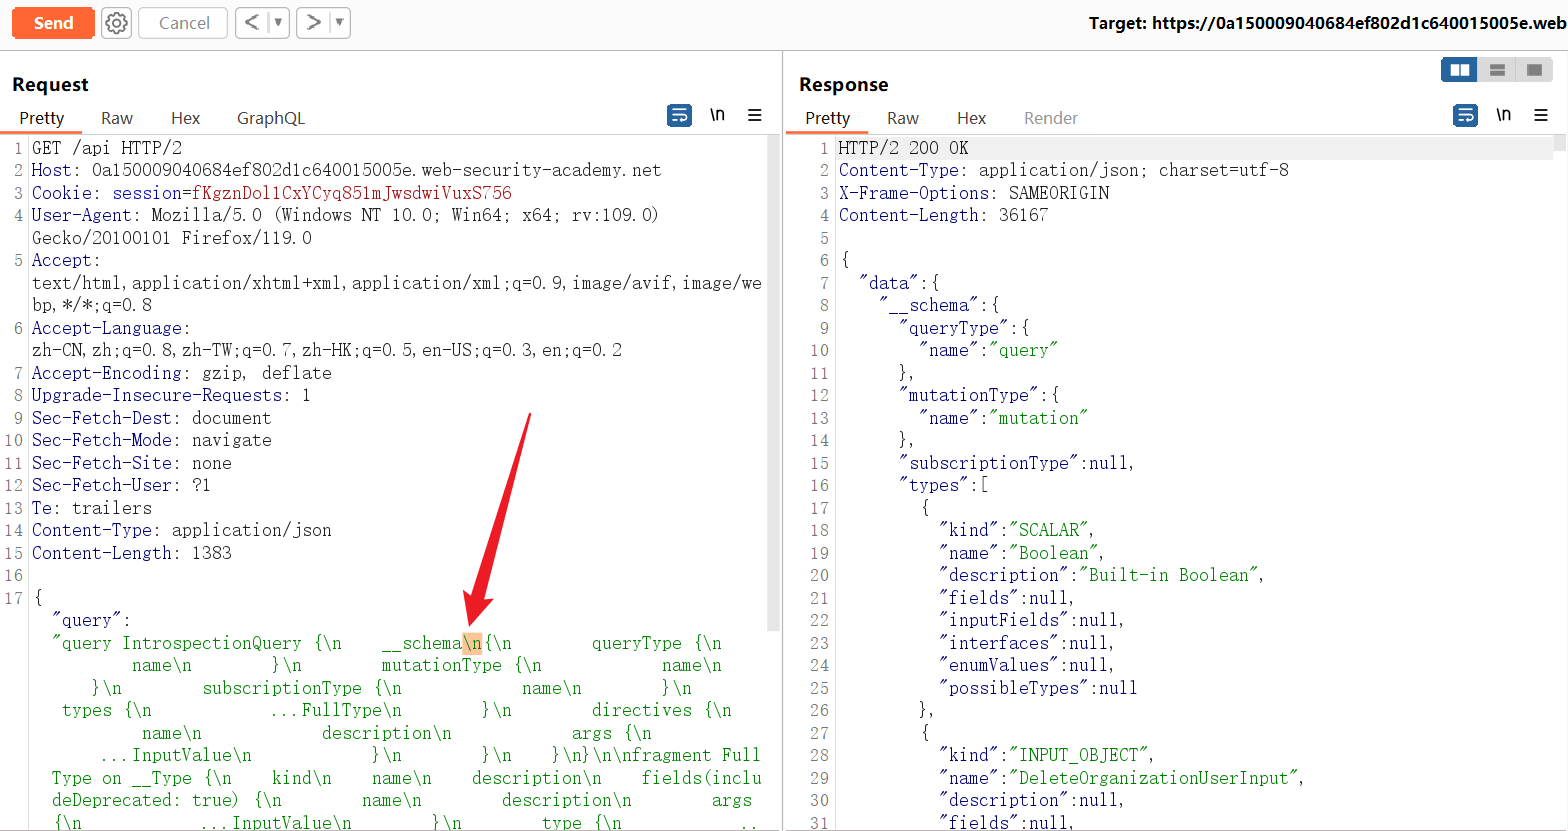 Send
Cancel
< ▼
> ▼
Target: https://0a150009040684ef802d1c640015005e.web
Request
Pretty Raw Hex GraphQL
\n
1 GET /api HTTP/2
2 Host: 0a150009040684ef802d1c640015005e.web-security-academy.net
3 Cookie: session=fKgznDol1CxYCyq851mJwsdwiVuxS756
4 User-Agent: Mozilla/5.0 (Windows NT 10.0; Win64; x64; rv:109.0)
Gecko/20100101 Firefox/119.0
5 Accept:
text/html,application/xhtml+xml,application/xml;q=0.9,image/avif,image/we
bp,*/*;q=0.8
6 Accept-Language:
zh-CN,zh;q=0.8,zh-TW;q=0.7,zh-HK;q=0.5,en-US;q=0.3,en;q=0.2
7 Accept-Encoding: gzip, deflate
8 Upgrade-Insecure-Requests: 1
9 Sec-Fetch-Dest: document
10 Sec-Fetch-Mode: navigate
11 Sec-Fetch-Site: none
12 Sec-Fetch-User: ?1
13 Te: trailers
14 Content-Type: application/json
15 Content-Length: 1383
16
17 {
"query":
"query IntrospectionQuery {\n    __schema\n{\n        queryType {\n
name\n        }\n        mutationType {\n            name\n
}\n        subscriptionType {\n            name\n        }\n
types {\n            ...FullType\n        }\n        directives {\n
name\n            description\n            args {\n
...InputValue\n            }\n        }\n    }\n}\n\nfragment Full
Type on __Type {\n    kind\n    name\n    description\n    fields(inclu
deDeprecated: true) {\n        name\n        description\n        args
{\n            ...InputValue\n        }\n        type {\n            ..
Response
Pretty Raw Hex Render
\n
1 HTTP/2 200 OK
2 Content-Type: application/json; charset=utf-8
3 X-Frame-Options: SAMEORIGIN
4 Content-Length: 36167
5
6 {
7 "data":{
8 "__schema":{
9 "queryType":{
10 "name":"query"
11 },
12 "mutationType":{
13 "name":"mutation"
14 },
15 "subscriptionType":null,
16 "types":[
17 {
18 "kind":"SCALAR",
19 "name":"Boolean",
20 "description":"Built-in Boolean",
21 "fields":null,
22 "inputFields":null,
23 "interfaces":null,
24 "enumValues":null,
25 "possibleTypes":null
26 },
27 {
28 "kind":"INPUT_OBJECT",
29 "name":"DeleteOrganizationUserInput",
30 "description":null,
31 "fields":null,